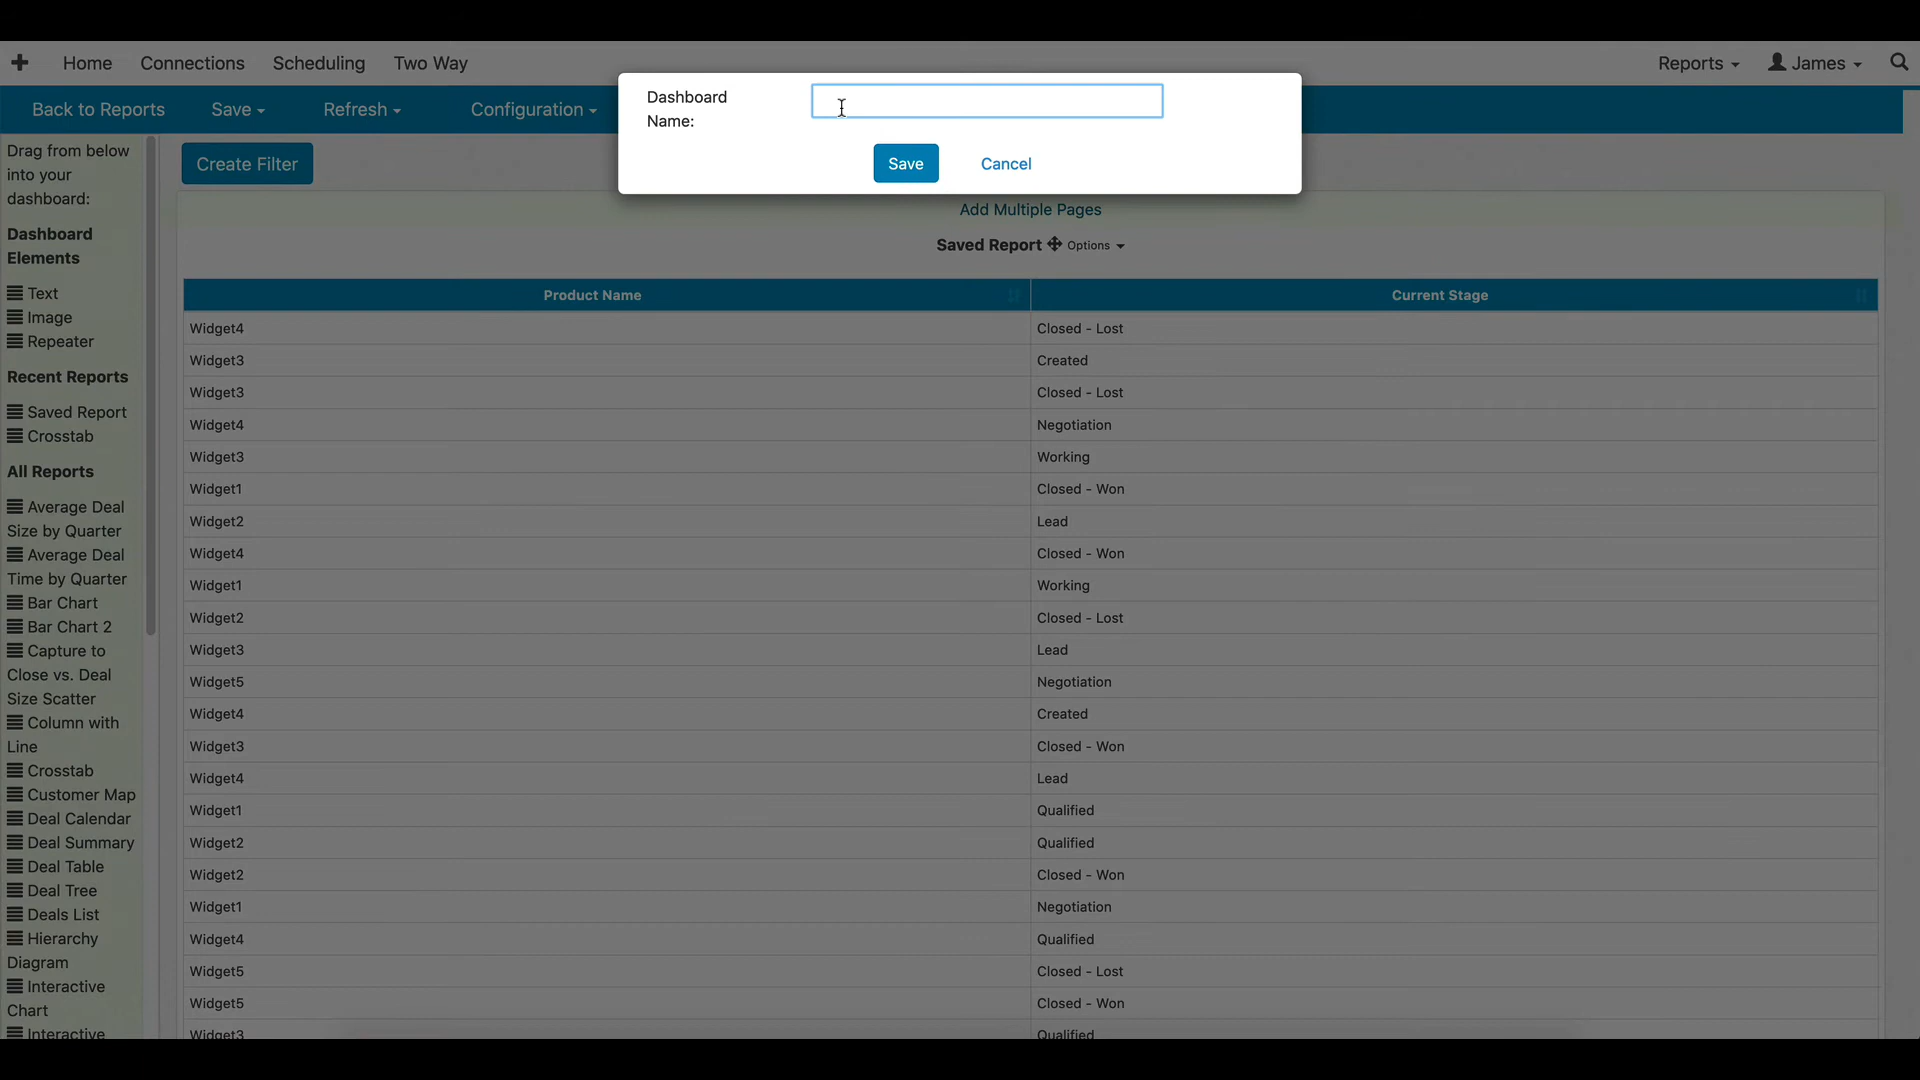 Home Connections Scheduling Two Way Reports James
Back to Reports Save Refresh Configuration
Dashboard
Name:
Save Cancel
Drag from below
into your
dashboard:
Dashboard
Elements
Text
Image
Repeater
Recent Reports
Saved Report
Crosstab
All Reports
Average Deal
Size by Quarter
Average Deal
Time by Quarter
Bar Chart
Bar Chart 2
Capture to
Close vs. Deal
Size Scatter
Column with
Line
Crosstab
Customer Map
Deal Calendar
Deal Summary
Deal Table
Deal Tree
Deals List
Hierarchy
Diagram
Interactive
Chart
Interactive
Create Filter
Add Multiple Pages
Saved Report Options
Product Name Current Stage
Widget4 Closed - Lost
Widget3 Created
Widget3 Closed - Lost
Widget4 Negotiation
Widget3 Working
Widget1 Closed - Won
Widget2 Lead
Widget4 Closed - Won
Widget1 Working
Widget2 Closed - Lost
Widget3 Lead
Widget5 Negotiation
Widget4 Created
Widget3 Closed - Won
Widget4 Lead
Widget1 Qualified
Widget2 Qualified
Widget2 Closed - Won
Widget1 Negotiation
Widget4 Qualified
Widget5 Closed - Lost
Widget5 Closed - Won
Widget3 Qualified